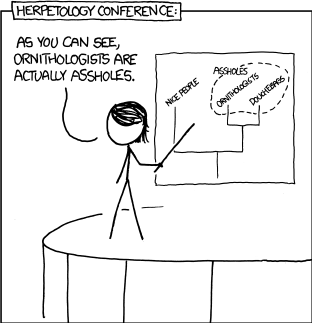 HERPETOLOGY CONFERENCE:
AS YOU CAN SEE,
ORNITHOLOGISTS ARE
ACTUALLY ASSHOLES.
NICE PEOPLE
ASSHOLES
ORNITHOLOGISTS
DOUCHEBAGS